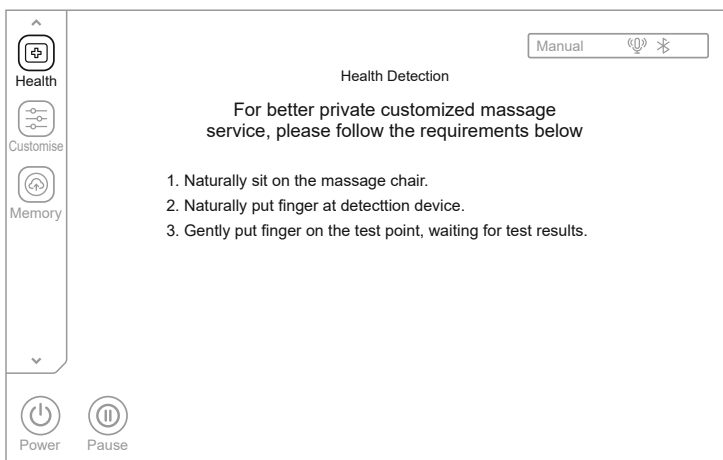 Manual
Health
Health Detection
For better private customized massage
service, please follow the requirements below
Customise
1. Naturally sit on the massage chair.
2. Naturally put finger at detecttion device.
Memory
3. Gently put finger on the test point, waiting for test results.
Power
Pause